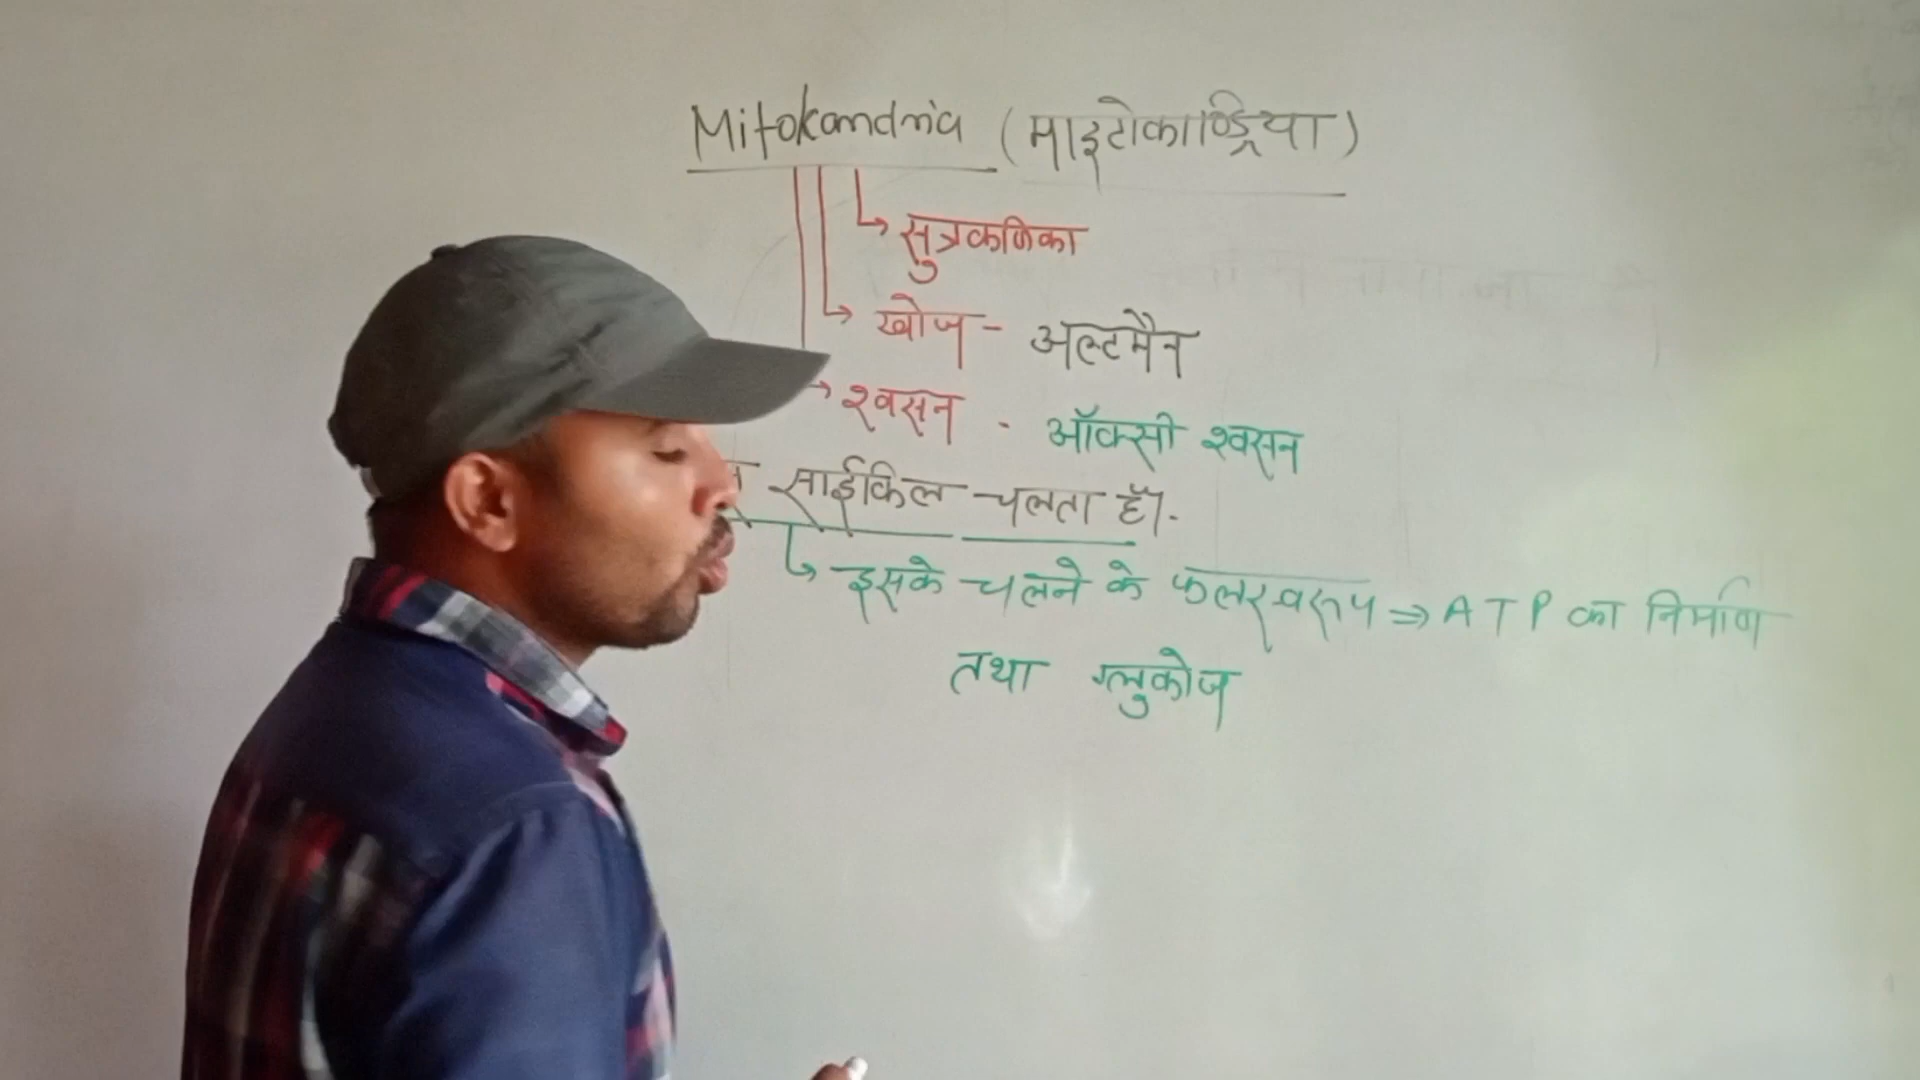 Mitokandria (माइटोकाण्ड्रिया)
सुत्रकणिका
खोज - अल्टमैन
श्वसन - ऑक्सी श्वसन
साईकिल चलता हैं।
इसके चलने के फलस्वरूप ⇒ ATP का निर्माण
तथा ग्लुकोज